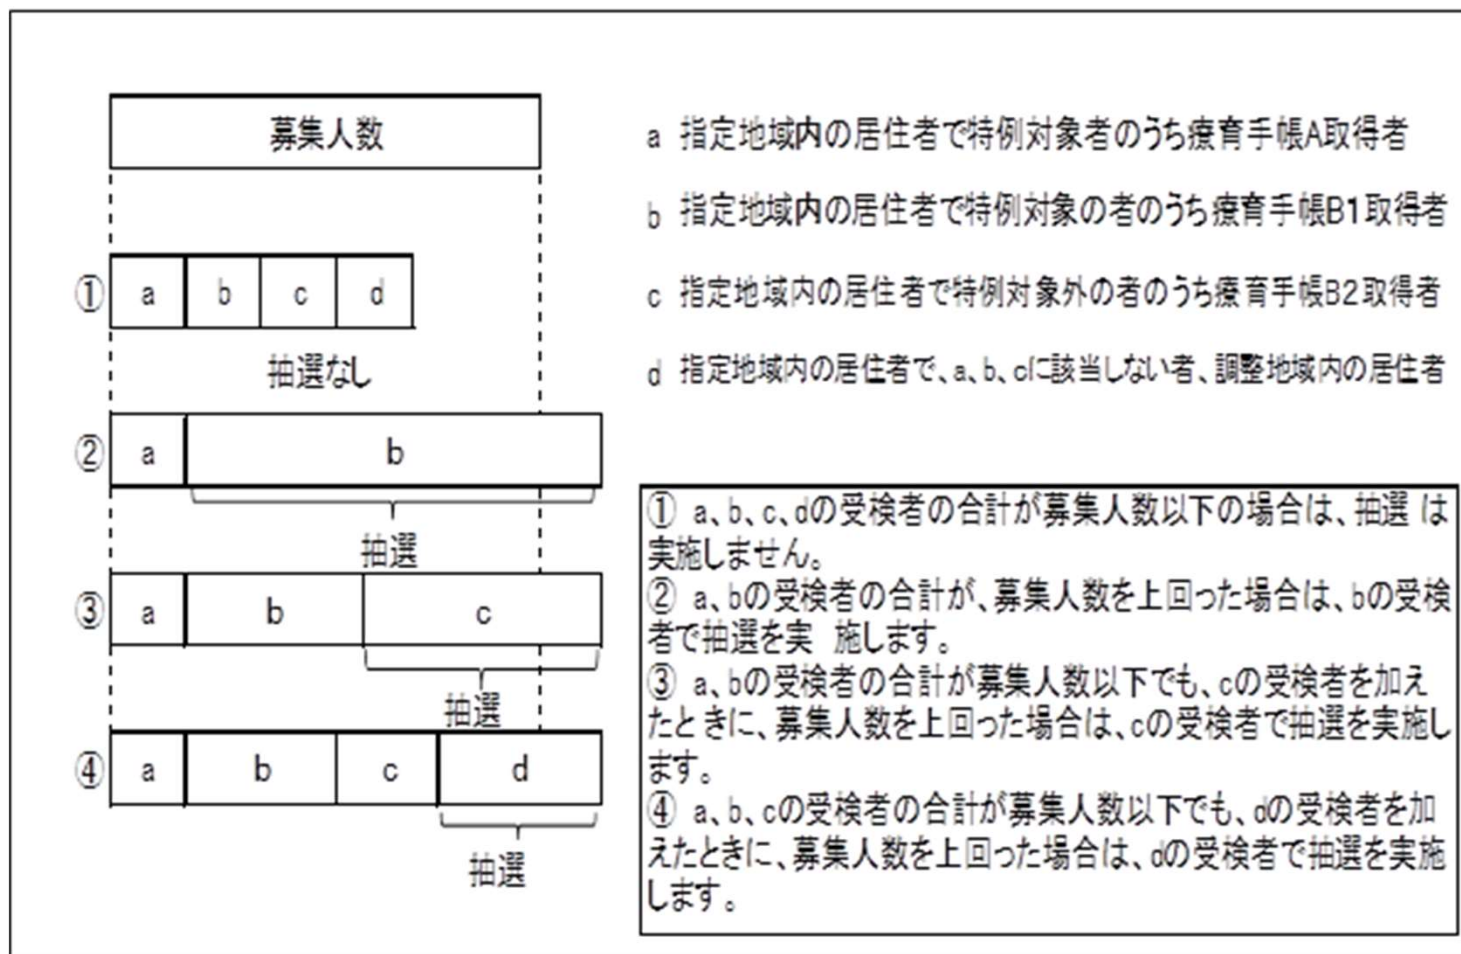 募集人数
a 指定地域内の居住者で特例対象者のうち療育手帳A取得者
b 指定地域内の居住者で特例対象の者のうち療育手帳B1取得者
c 指定地域内の居住者で特例対象外の者のうち療育手帳B2取得者
d 指定地域内の居住者で、a、b、cに該当しない者、調整地域内の居住者
① a b c d
抽選なし
② a b
抽選
③ a b c
抽選
④ a b c d
抽選
① a、b、c、dの受検者の合計が募集人数以下の場合は、抽選 は
実施しません。
② a、bの受検者の合計が、募集人数を上回った場合は、bの受検
者で抽選を実 施します。
③ a、bの受検者の合計が募集人数以下でも、cの受検者を加え
たときに、募集人数を上回った場合は、cの受検者で抽選を実施し
ます。
④ a、b、cの受検者の合計が募集人数以下でも、dの受検者を加
えたときに、募集人数を上回った場合は、dの受検者で抽選を実施
します。